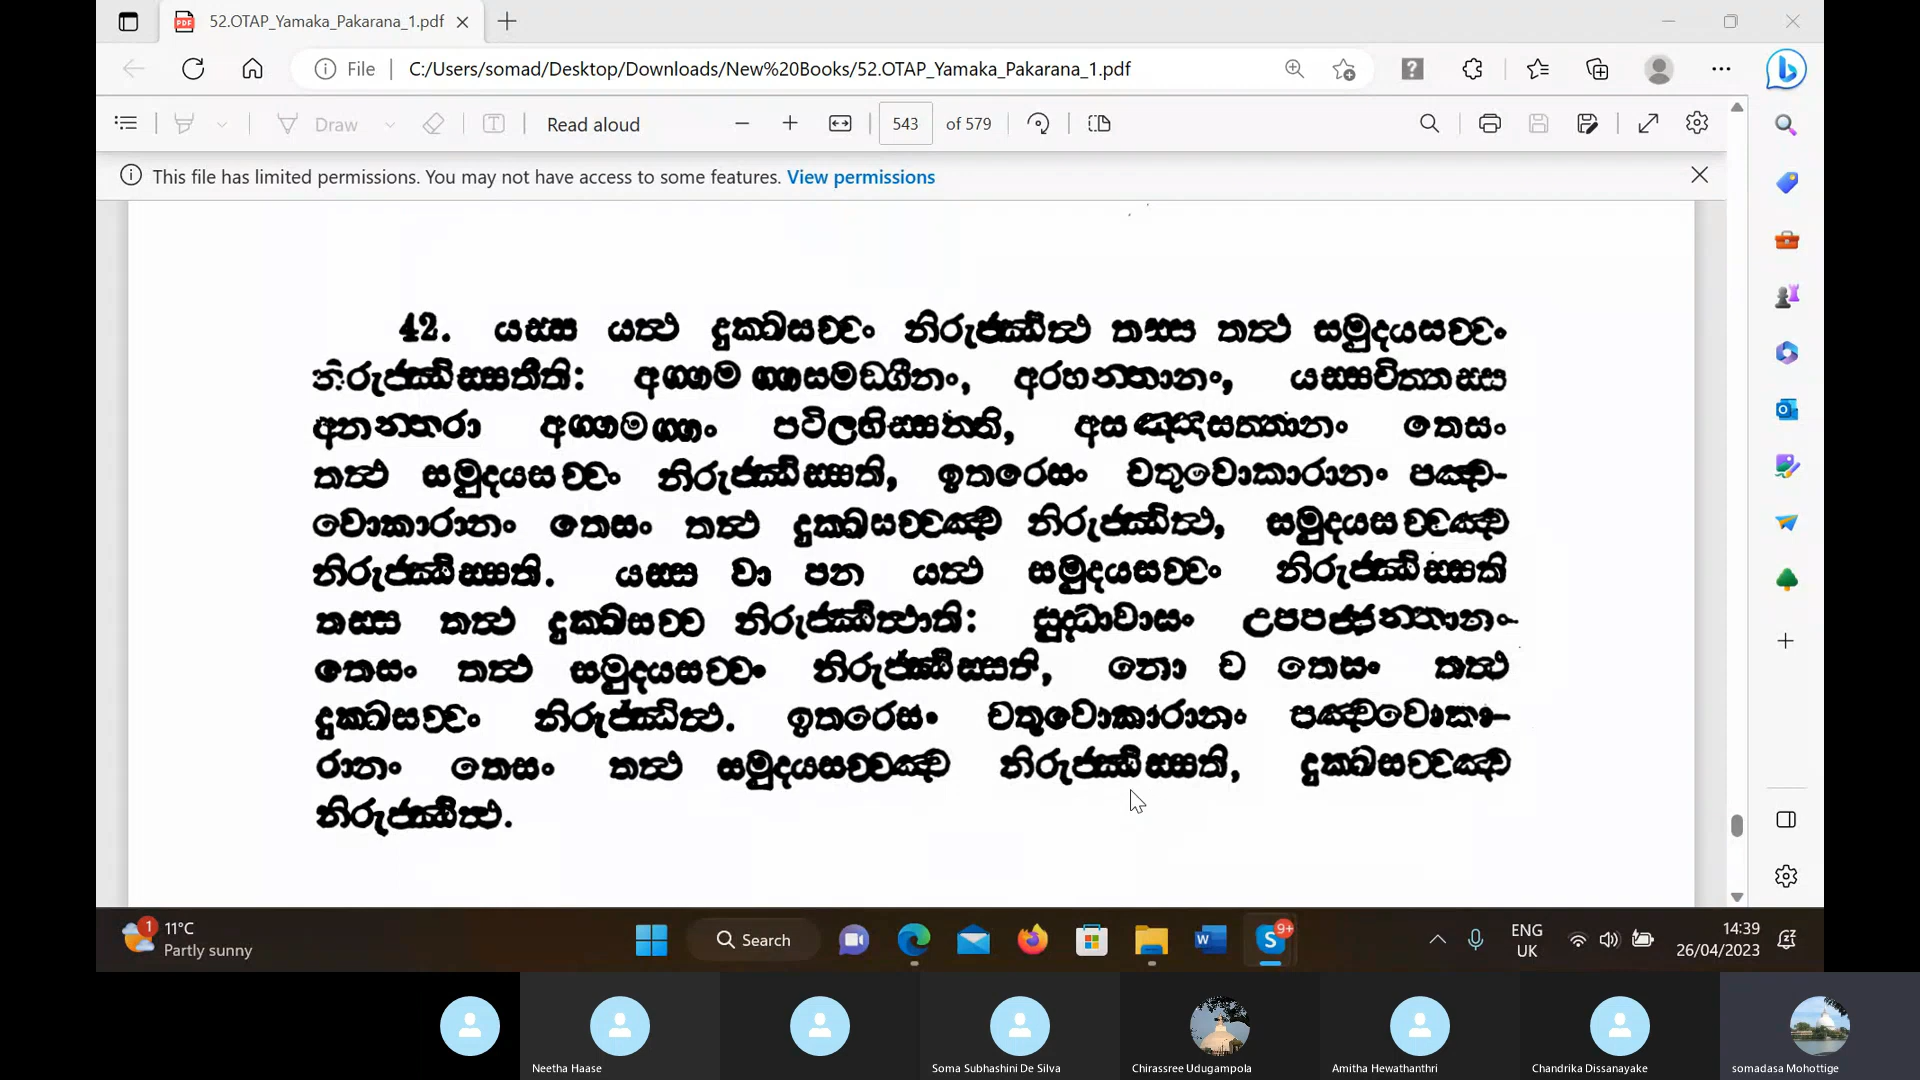 52.OTAP_Yamaka_Pakarana_1.pdf
File C:/Users/somad/Desktop/Downloads/New%20Books/52.OTAP_Yamaka_Pakarana_1.pdf
Draw Read aloud 543 of 579
This file has limited permissions. You may not have access to some features. View permissions
42. යස්ස යත්ථ දුක්ඛසච්චං නිරුජ්ඣිත්ථ තස්ස තත්ථ සමුදයසච්චං
නිරුජ්ඣිස්සතීති: අග්ගමග්ගසමඞ්ගීනං, අරහන්තානං, යස්සචිත්තස්ස
අනන්තරා අග්ගමග්ගං පටිලභිස්සන්ති, අසඤ්ඤසත්තානං තෙසං
තත්ථ සමුදයසච්චං නිරුජ්ඣිස්සති, ඉතරෙසං චතුවොකාරානං පඤ්ච-
වොකාරානං තෙසං තත්ථ දුක්ඛසච්චඤ්ච නිරුජ්ඣිත්ථ, සමුදයසච්චඤ්ච
නිරුජ්ඣිස්සති. යස්ස වා පන යත්ථ සමුදයසච්චං නිරුජ්ඣිස්සති
තස්ස තත්ථ දුක්ඛසච්ච නිරුජ්ඣිත්ථාති: සුද්ධාවාසං උපපජ්ජන්තානං
තෙසං තත්ථ සමුදයසච්චං නිරුජ්ඣිස්සති, නො ච තෙසං තත්ථ
දුක්ඛසච්චං නිරුජ්ඣිත්ථ. ඉතරෙසං චතුවොකාරානං පඤ්චවොකා-
රානං තෙසං තත්ථ සමුදයසච්චඤ්ච නිරුජ්ඣිස්සති, දුක්ඛසච්චඤ්ච
නිරුජ්ඣිත්ථ.
1 11°C
Partly sunny
Search
9+
ENG
UK
14:39
26/04/2023
Neetha Haase
Soma Subhashini De Silva
Chirassree Udugampola
Amitha Hewathanthri
Chandrika Dissanayake
somadasa Mohottige